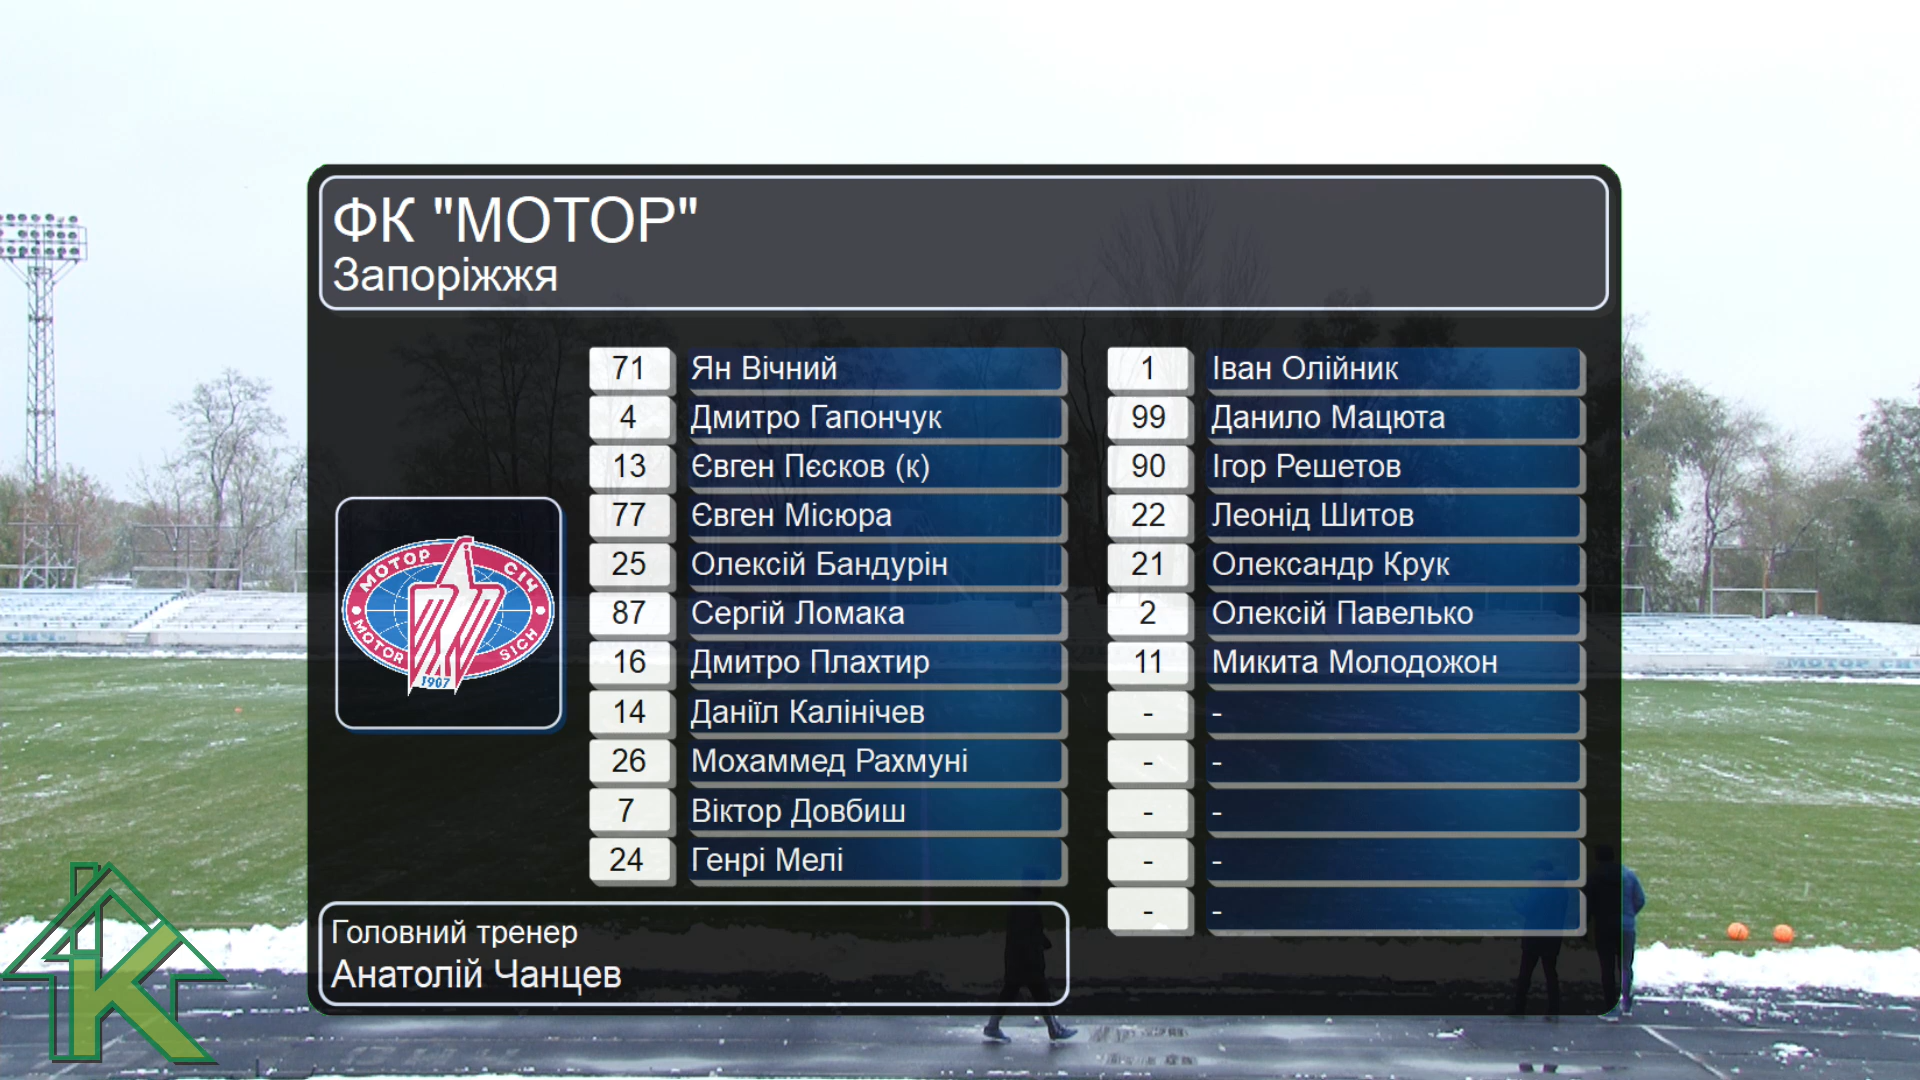 ФК "МОТОР"
Запоріжжя
71 Ян Вічний
4 Дмитро Гапончук
13 Євген Пєсков (к)
77 Євген Місюра
25 Олексій Бандурін
87 Сергій Ломака
16 Дмитро Плахтир
14 Даніїл Калінічев
26 Мохаммед Рахмуні
7 Віктор Довбиш
24 Генрі Мелі
1 Іван Олійник
99 Данило Мацюта
90 Ігор Решетов
22 Леонід Шитов
21 Олександр Крук
2 Олексій Павелько
11 Микита Молодожон
- -
- -
- -
- -
- -
МОТОР СІЧ
MOTOR SICH
1907
Головний тренер
Анатолій Чанцев
K